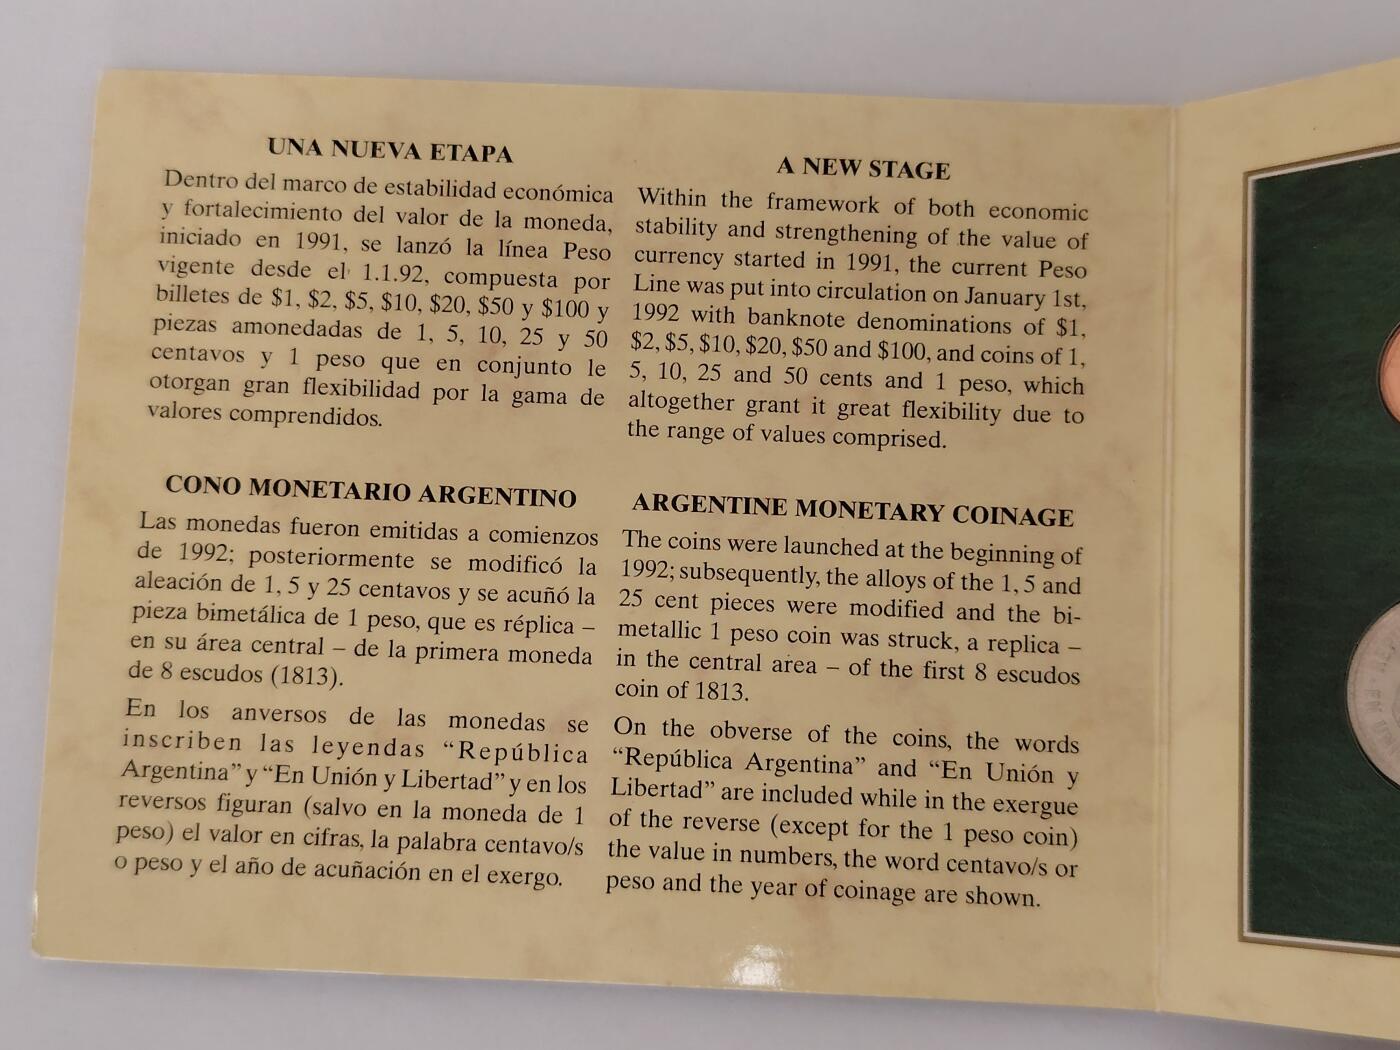 UNA NUEVA ETAPA
Dentro del marco de estabilidad económica
y fortalecimiento del valor de la moneda,
iniciado en 1991, se lanzó la línea Peso
vigente desde el 1.1.92, compuesta por
billetes de $1, $2, $5, $10, $20, $50 y $100 y
piezas amonedadas de 1, 5, 10, 25 y 50
centavos y 1 peso que en conjunto le
otorgan gran flexibilidad por la gama de
valores comprendidos.
CONO MONETARIO ARGENTINO
Las monedas fueron emitidas a comienzos
de 1992; posteriormente se modificó la
aleación de 1, 5 y 25 centavos y se acuñó la
pieza bimetálica de 1 peso, que es réplica –
en su área central – de la primera moneda
de 8 escudos (1813).
En los anversos de las monedas se
inscriben las leyendas “República
Argentina” y “En Unión y Libertad” y en los
reversos figuran (salvo en la moneda de 1
peso) el valor en cifras, la palabra centavo/s
o peso y el año de acuñación en el exergo.
A NEW STAGE
Within the framework of both economic
stability and strengthening of the value of
currency started in 1991, the current Peso
Line was put into circulation on January 1st,
1992 with banknote denominations of $1,
$2, $5, $10, $20, $50 and $100, and coins of 1,
5, 10, 25 and 50 cents and 1 peso, which
altogether grant it great flexibility due to
the range of values comprised.
ARGENTINE MONETARY COINAGE
The coins were launched at the beginning of
1992; subsequently, the alloys of the 1, 5 and
25 cent pieces were modified and the bi-
metallic 1 peso coin was struck, a replica –
in the central area – of the first 8 escudos
coin of 1813.
On the obverse of the coins, the words
“República Argentina” and “En Unión y
Libertad” are included while in the exergue
of the reverse (except for the 1 peso coin)
the value in numbers, the word centavo/s or
peso and the year of coinage are shown.